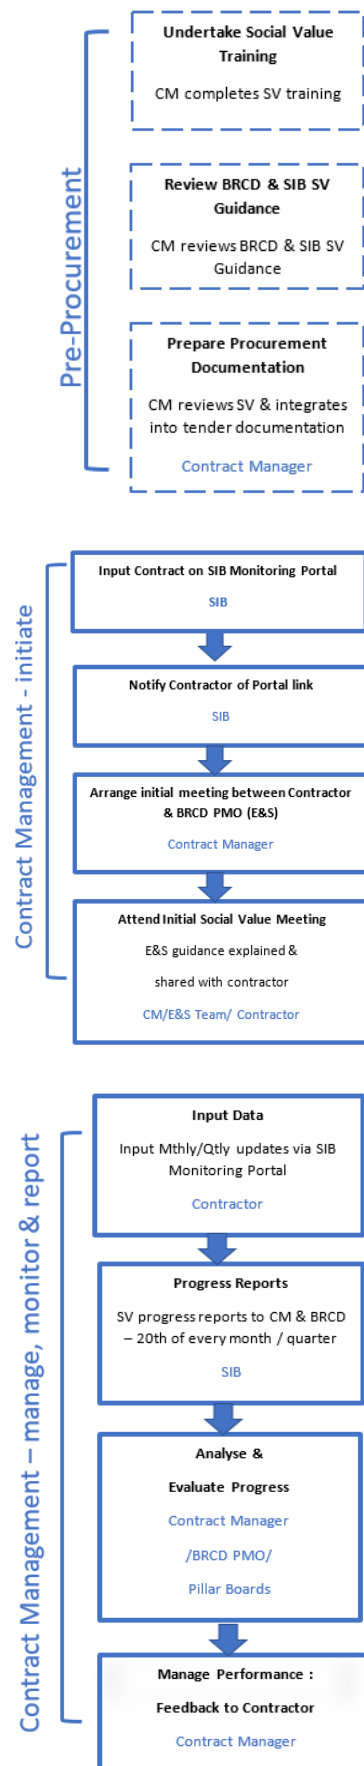 Pre-Procurement
Undertake Social Value
Training
CM completes SV training
Review BRCD & SIB SV
Guidance
CM reviews BRCD & SIB SV
Guidance
Prepare Procurement
Documentation
CM reviews SV & integrates
into tender documentation
Contract Manager
Contract Management - initiate
Input Contract on SIB Monitoring Portal
SIB
Notify Contractor of Portal link
SIB
Arrange initial meeting between Contractor
& BRCD PMO (E&S)
Contract Manager
Attend Initial Social Value Meeting
E&S guidance explained &
shared with contractor
CM/E&S Team/ Contractor
Contract Management – manage, monitor & report
Input Data
Input Mthly/Qtly updates via SIB
Monitoring Portal
Contractor
Progress Reports
SV progress reports to CM & BRCD
– 20th of every month / quarter
SIB
Analyse &
Evaluate Progress
Contract Manager
/BRCD PMO/
Pillar Boards
Manage Performance :
Feedback to Contractor
Contract Manager